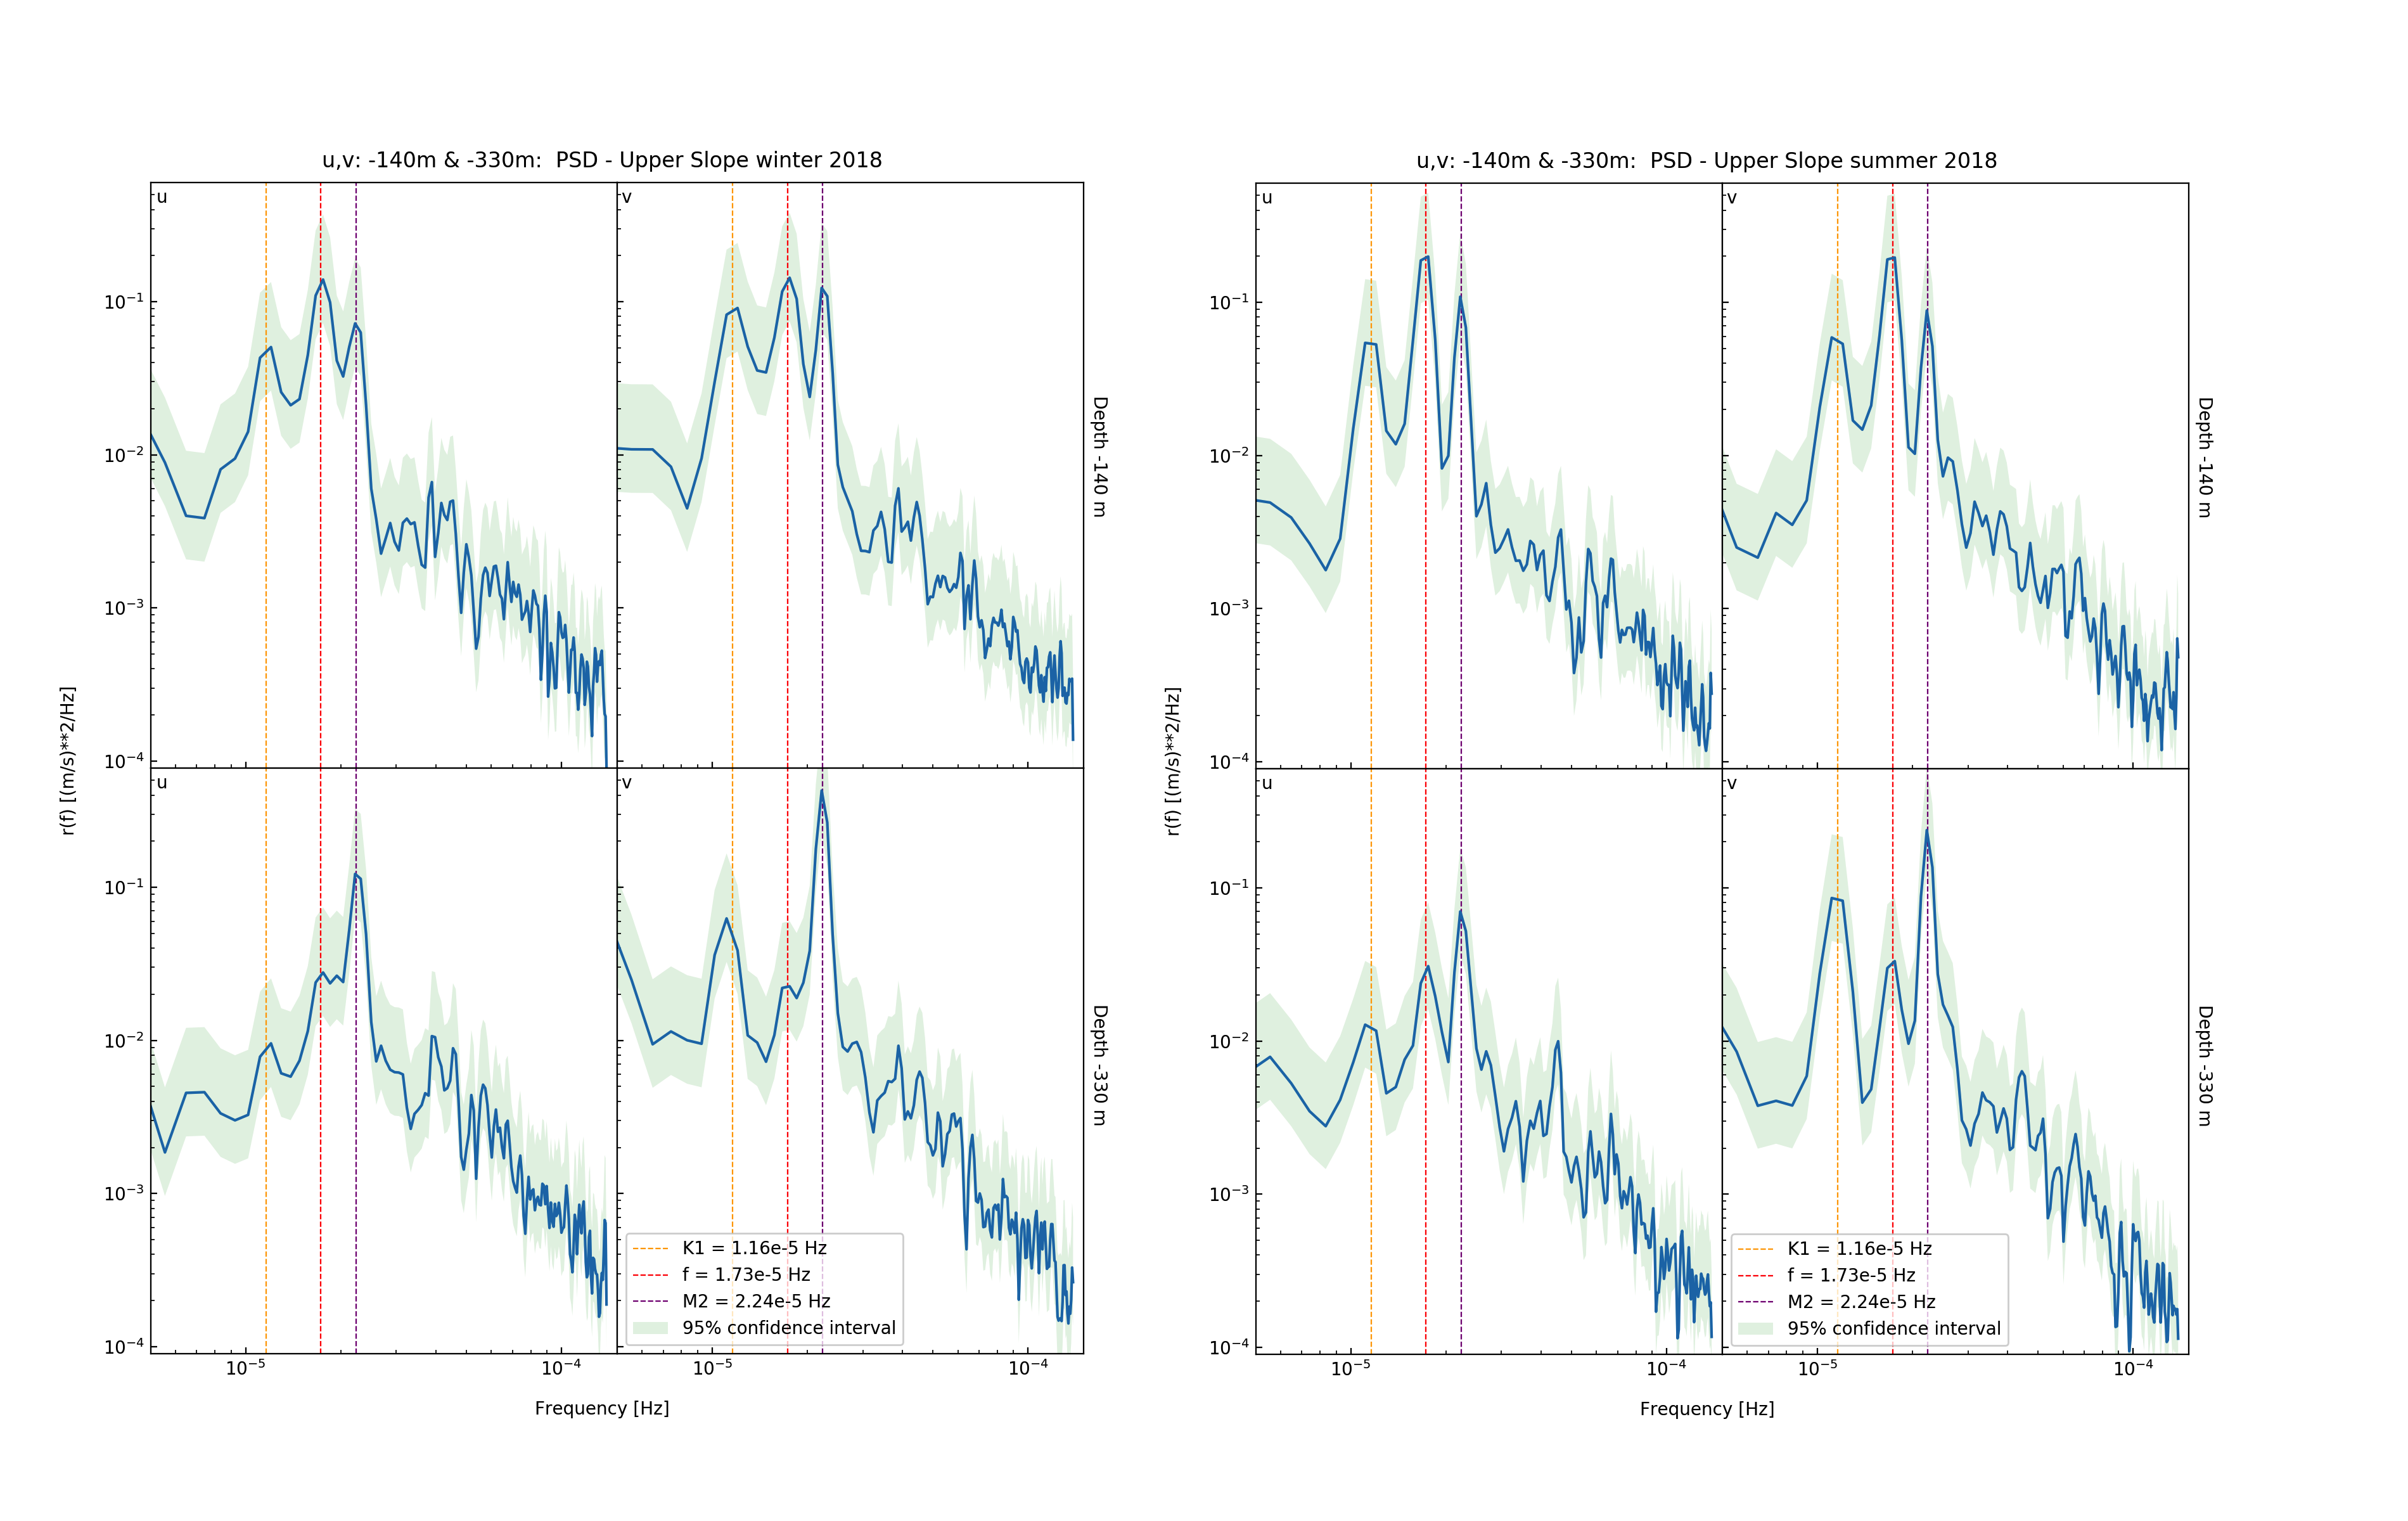 u,v: -140m & -330m:  PSD - Upper Slope winter 2018
u
v
10⁻¹
10⁻²
10⁻³
10⁻⁴
Depth -140 m
r(f) [(m/s)**2/Hz]
u
v
10⁻¹
10⁻²
10⁻³
10⁻⁴
Depth -330 m
K1 = 1.16e-5 Hz
f = 1.73e-5 Hz
M2 = 2.24e-5 Hz
95% confidence interval
10⁻⁵ 10⁻⁴ 10⁻⁵ 10⁻⁴
Frequency [Hz]
u,v: -140m & -330m:  PSD - Upper Slope summer 2018
u
v
10⁻¹
10⁻²
10⁻³
10⁻⁴
Depth -140 m
r(f) [(m/s)**2/Hz]
u
v
10⁻¹
10⁻²
10⁻³
10⁻⁴
Depth -330 m
K1 = 1.16e-5 Hz
f = 1.73e-5 Hz
M2 = 2.24e-5 Hz
95% confidence interval
10⁻⁵ 10⁻⁴ 10⁻⁵ 10⁻⁴
Frequency [Hz]